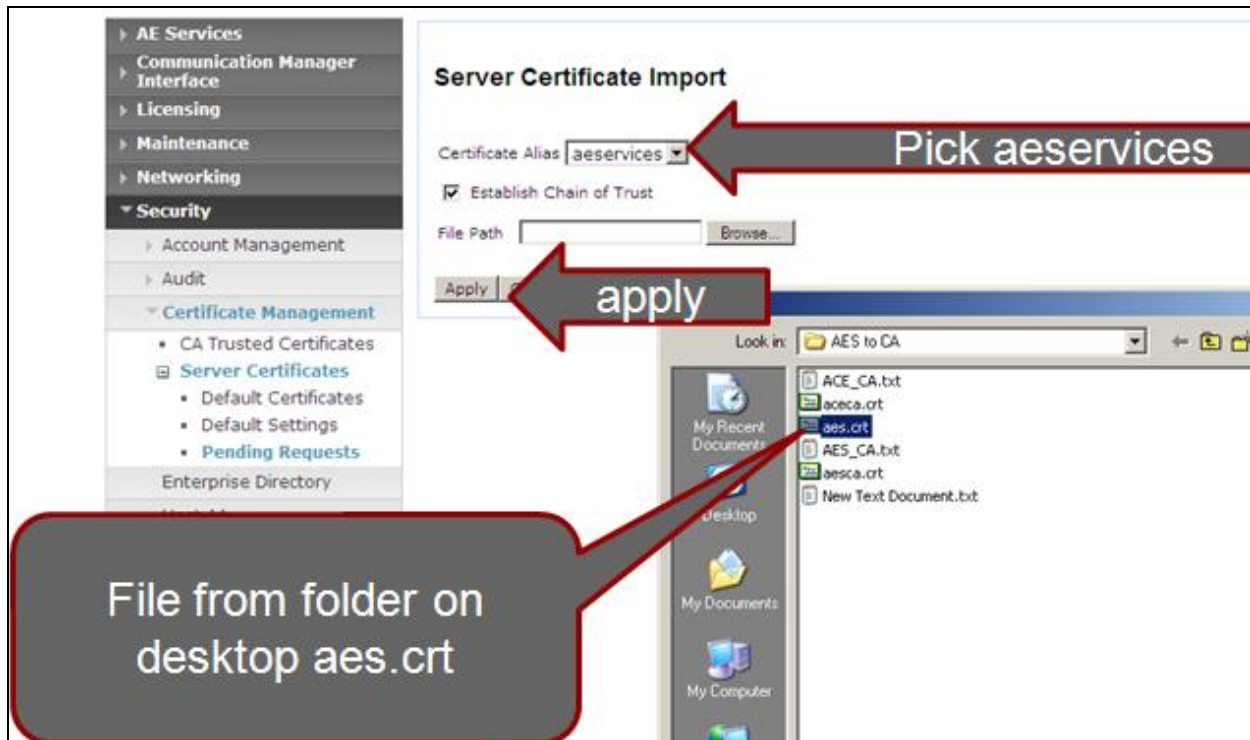 AE Services
Communication Manager
Interface
Licensing
Maintenance
Networking
Security
Account Management
Audit
Certificate Management
CA Trusted Certificates
Server Certificates
Default Certificates
Default Settings
Pending Requests
Enterprise Directory
Server Certificate Import
Certificate Alias aeservices
Pick aeservices
Establish Chain of Trust
File Path Browse...
Apply
apply
Look in: AES to CA
My Recent
Documents
Desktop
My Documents
My Computer
ACE_CA.txt
aceca.crt
aes.crt
AES_CA.txt
aesca.crt
New Text Document.txt
File from folder on
desktop aes.crt